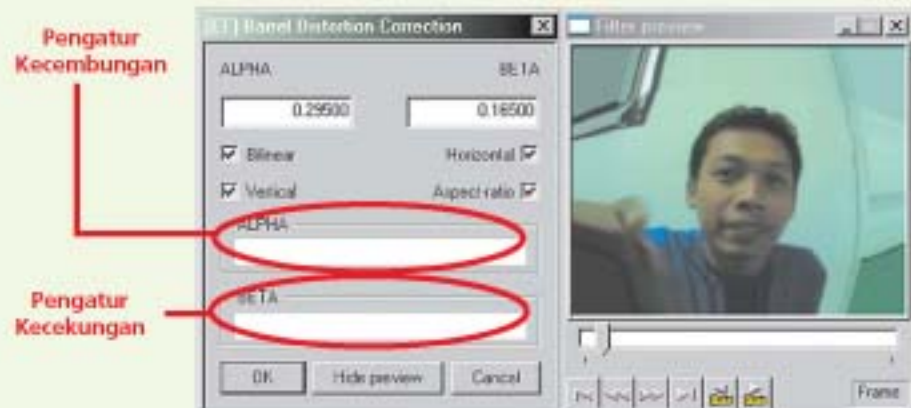 Pengatur
Kecembungan
Barrel Distortion Correction
Filter preview
ALPHA
BETA
0.29500
0.16500
Bilinear
Horizontal
Vertical
Aspect-ratio
ALPHA
BETA
Pengatur
Kecekungan
OK
Hide preview
Cancel
Frame